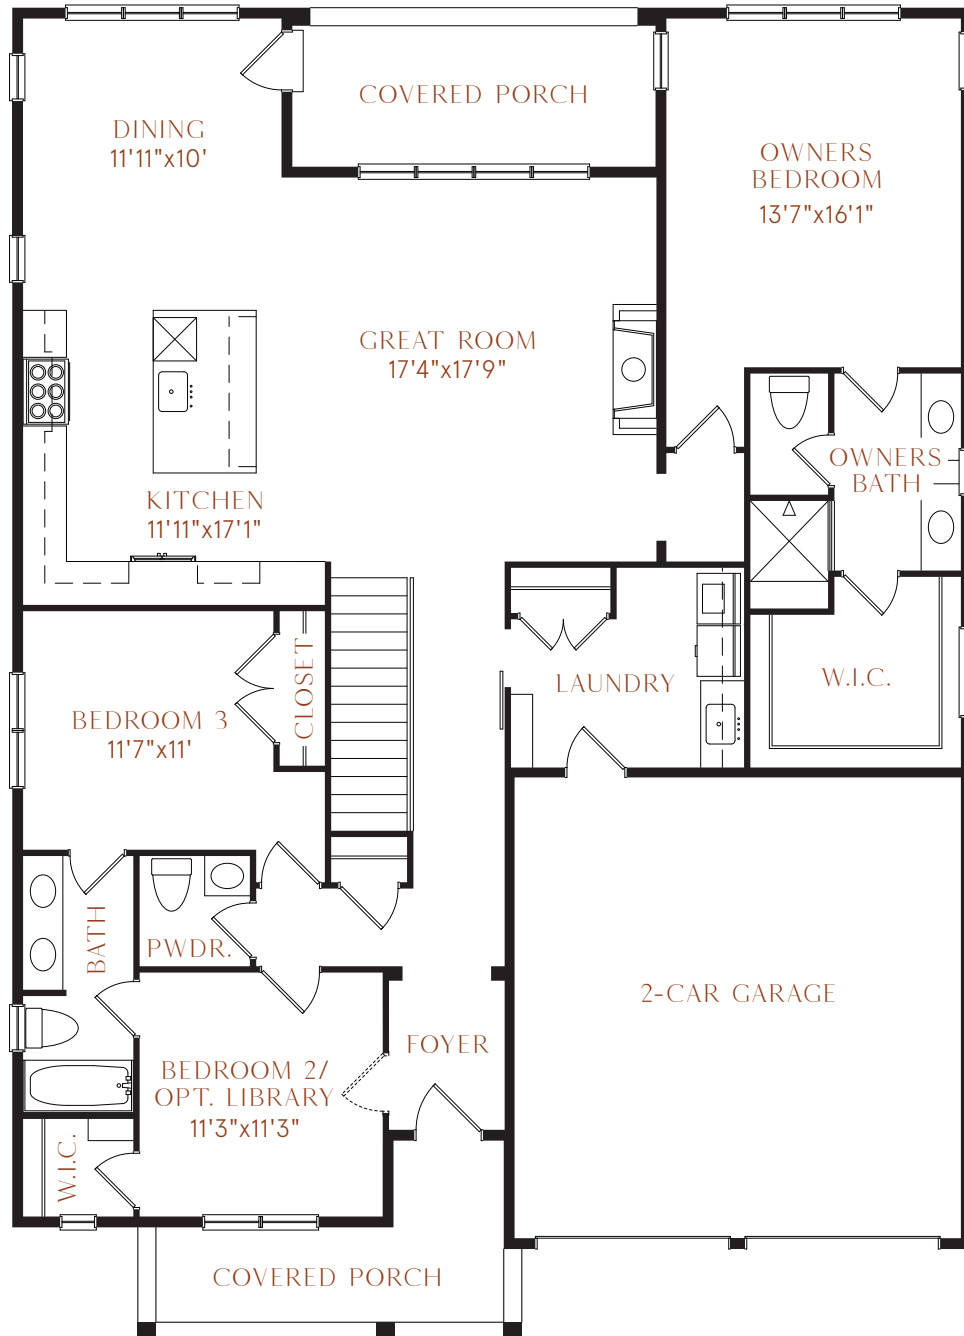 COVERED PORCH
DINING
11'11"x10'
OWNERS
BEDROOM
13'7"x16'1"
GREAT ROOM
17'4"x17'9"
OWNERS
BATH
KITCHEN
11'11"x17'1"
CLOSET
LAUNDRY
W.I.C.
BEDROOM 3
11'7"x11'
BATH
PWDR.
2-CAR GARAGE
FOYER
BEDROOM 2/
OPT. LIBRARY
11'3"x11'3"
W.I.C.
COVERED PORCH